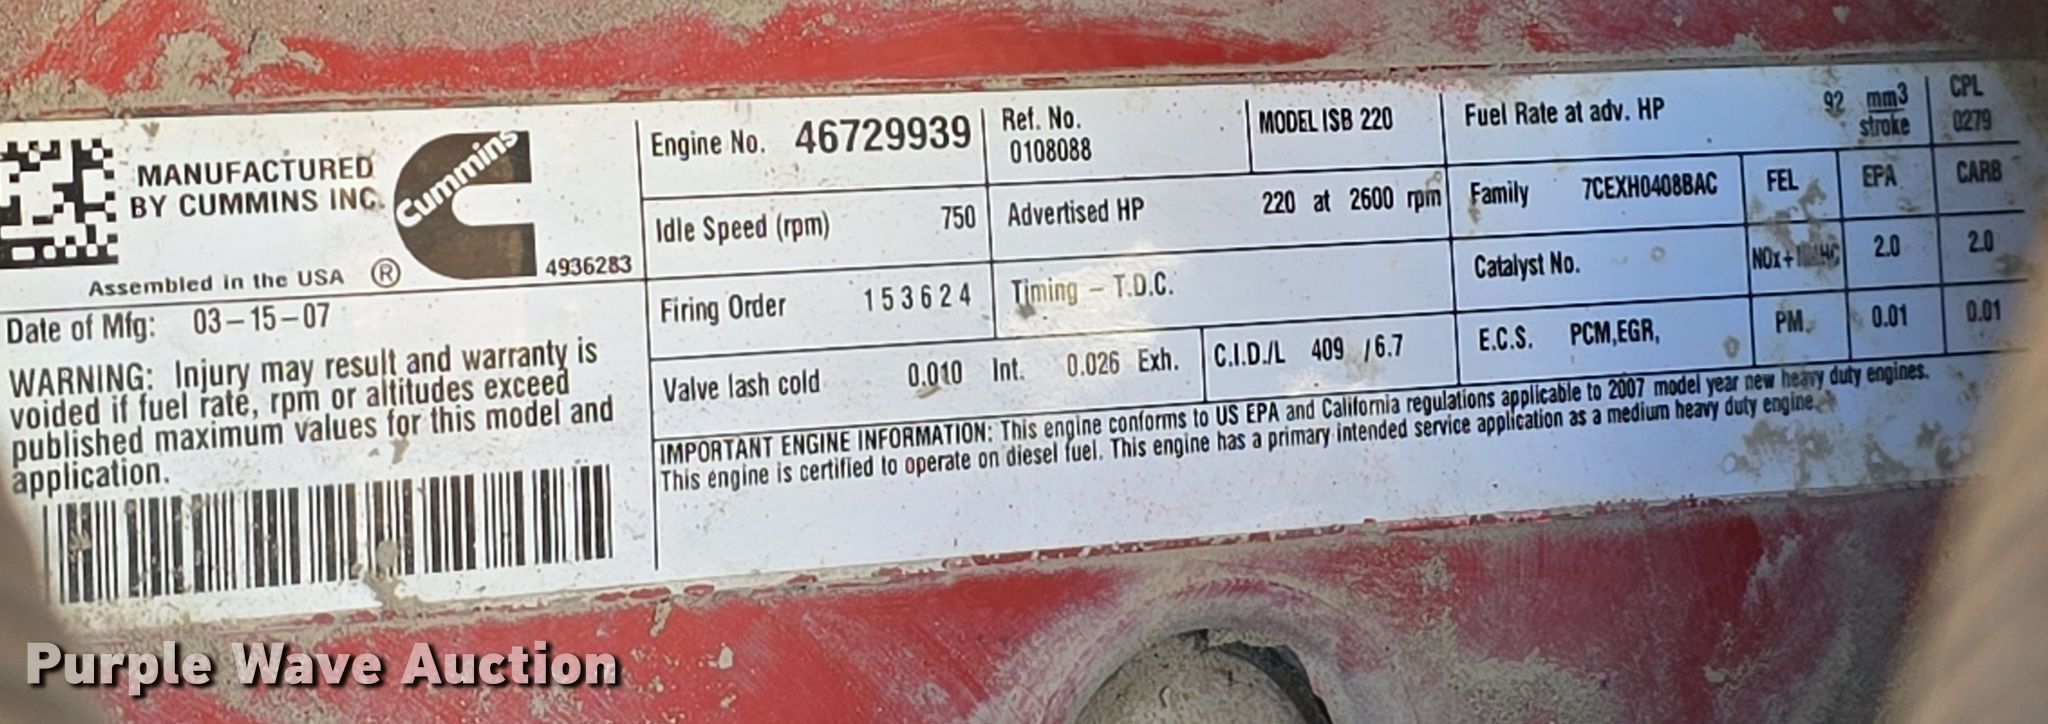 MANUFACTURED
BY CUMMINS INC.
Cummins
Assembled in the USA ®
4936283
Date of Mfg: 03-15-07
WARNING: Injury may result and warranty is
voided if fuel rate, rpm or altitudes exceed
published maximum values for this model and
application.
Engine No. 46729939
Ref. No.
0108088
MODEL ISB 220
Fuel Rate at adv. HP 92 mm3
stroke
CPL
0279
Idle Speed (rpm) 750
Advertised HP 220 at 2600 rpm
Family 7CEXH0408BAC
FEL EPA CARB
Firing Order 1 5 3 6 2 4
Timing – T.D.C.
Catalyst No.
NOx+ 2.0 2.0
Valve lash cold 0.010 Int. 0.026 Exh.
C.I.D./L 409 /6.7
E.C.S. PCM,EGR,
PM 0.01 0.01
IMPORTANT ENGINE INFORMATION: This engine conforms to US EPA and California regulations applicable to 2007 model year new heavy duty engines.
This engine is certified to operate on diesel fuel. This engine has a primary intended service application as a medium heavy duty engine.
Purple Wave Auction